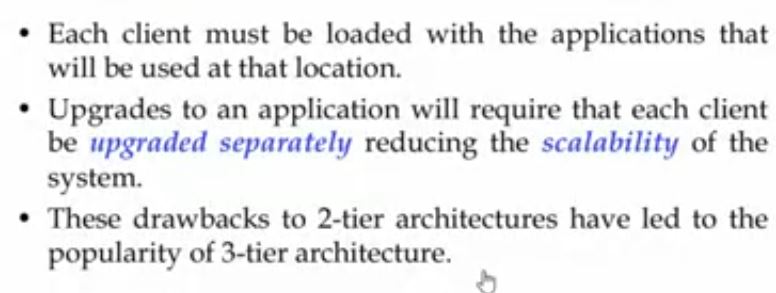 • Each client must be loaded with the applications that
will be used at that location.
• Upgrades to an application will require that each client
be upgraded separately reducing the scalability of the
system.
• These drawbacks to 2-tier architectures have led to the
popularity of 3-tier architecture.